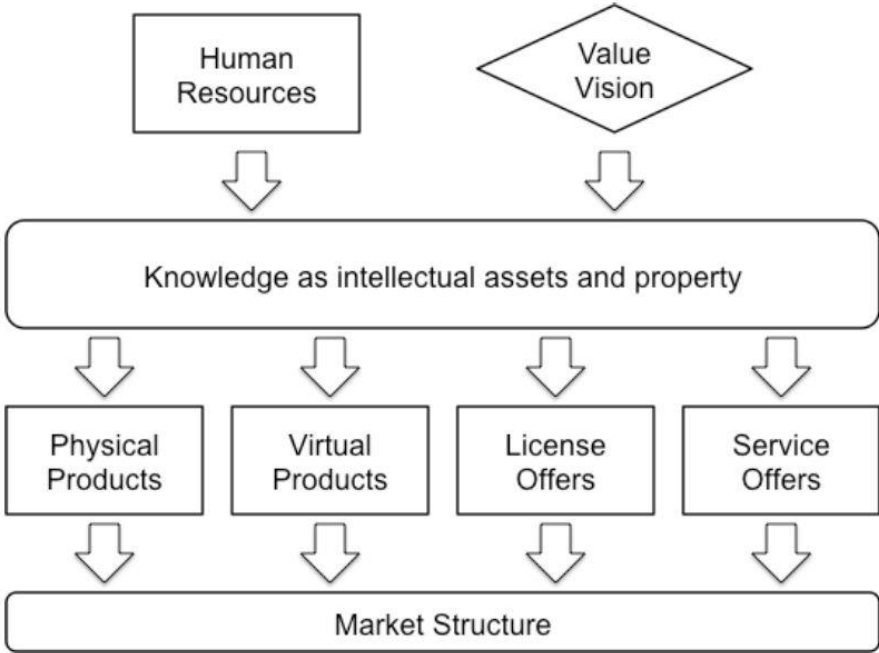 Human
Resources
Value
Vision
Knowledge as intellectual assets and property
Physical
Products
Virtual
Products
License
Offers
Service
Offers
Market Structure